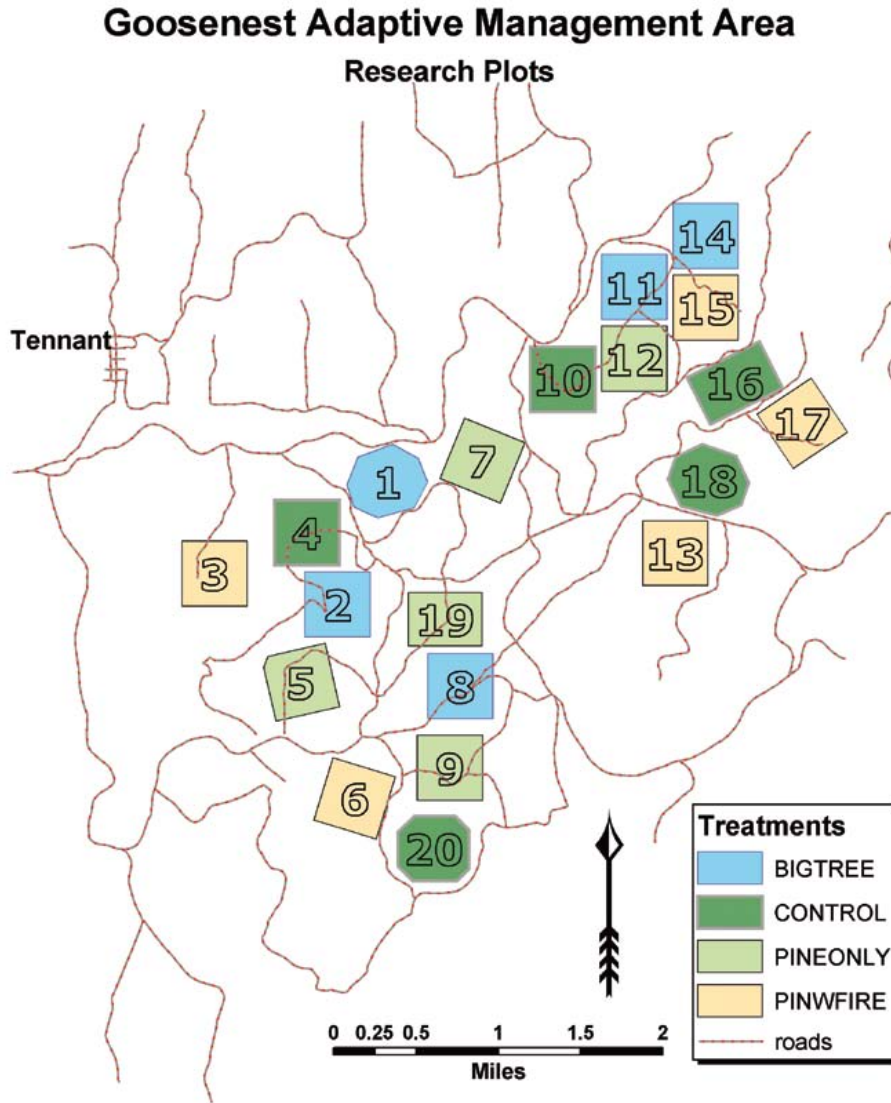 Goosenest Adaptive Management Area
Research Plots
14
11
15
Tennant
12
10
16
17
7
1
18
4
13
3
2
19
5
8
9
6
20
Treatments
BIGTREE
CONTROL
PINEONLY
PINWFIRE
roads
0 0.25 0.5 1 1.5 2
Miles